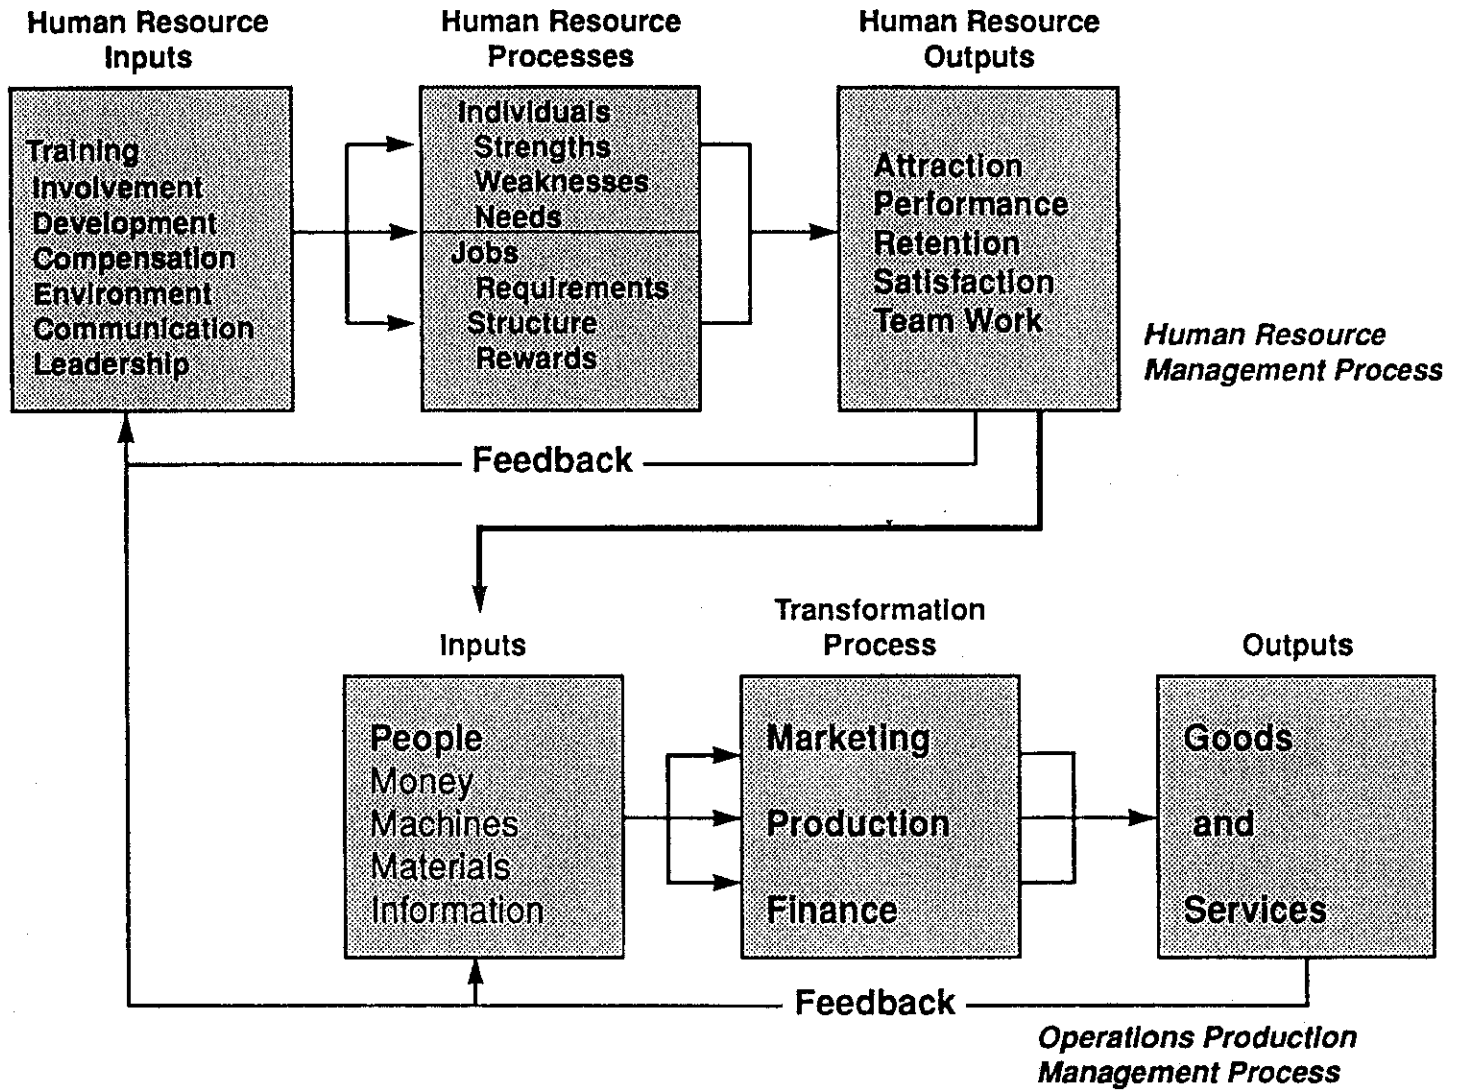 Human Resource
Inputs
Human Resource
Processes
Human Resource
Outputs
Training
Involvement
Development
Compensation
Environment
Communication
Leadership
Individuals
Strengths
Weaknesses
Needs
Jobs
Requirements
Structure
Rewards
Attraction
Performance
Retention
Satisfaction
Team Work
Human Resource
Management Process
Feedback
Inputs
Transformation
Process
Outputs
People
Money
Machines
Materials
Information
Marketing
Production
Finance
Goods
and
Services
Feedback
Operations Production
Management Process